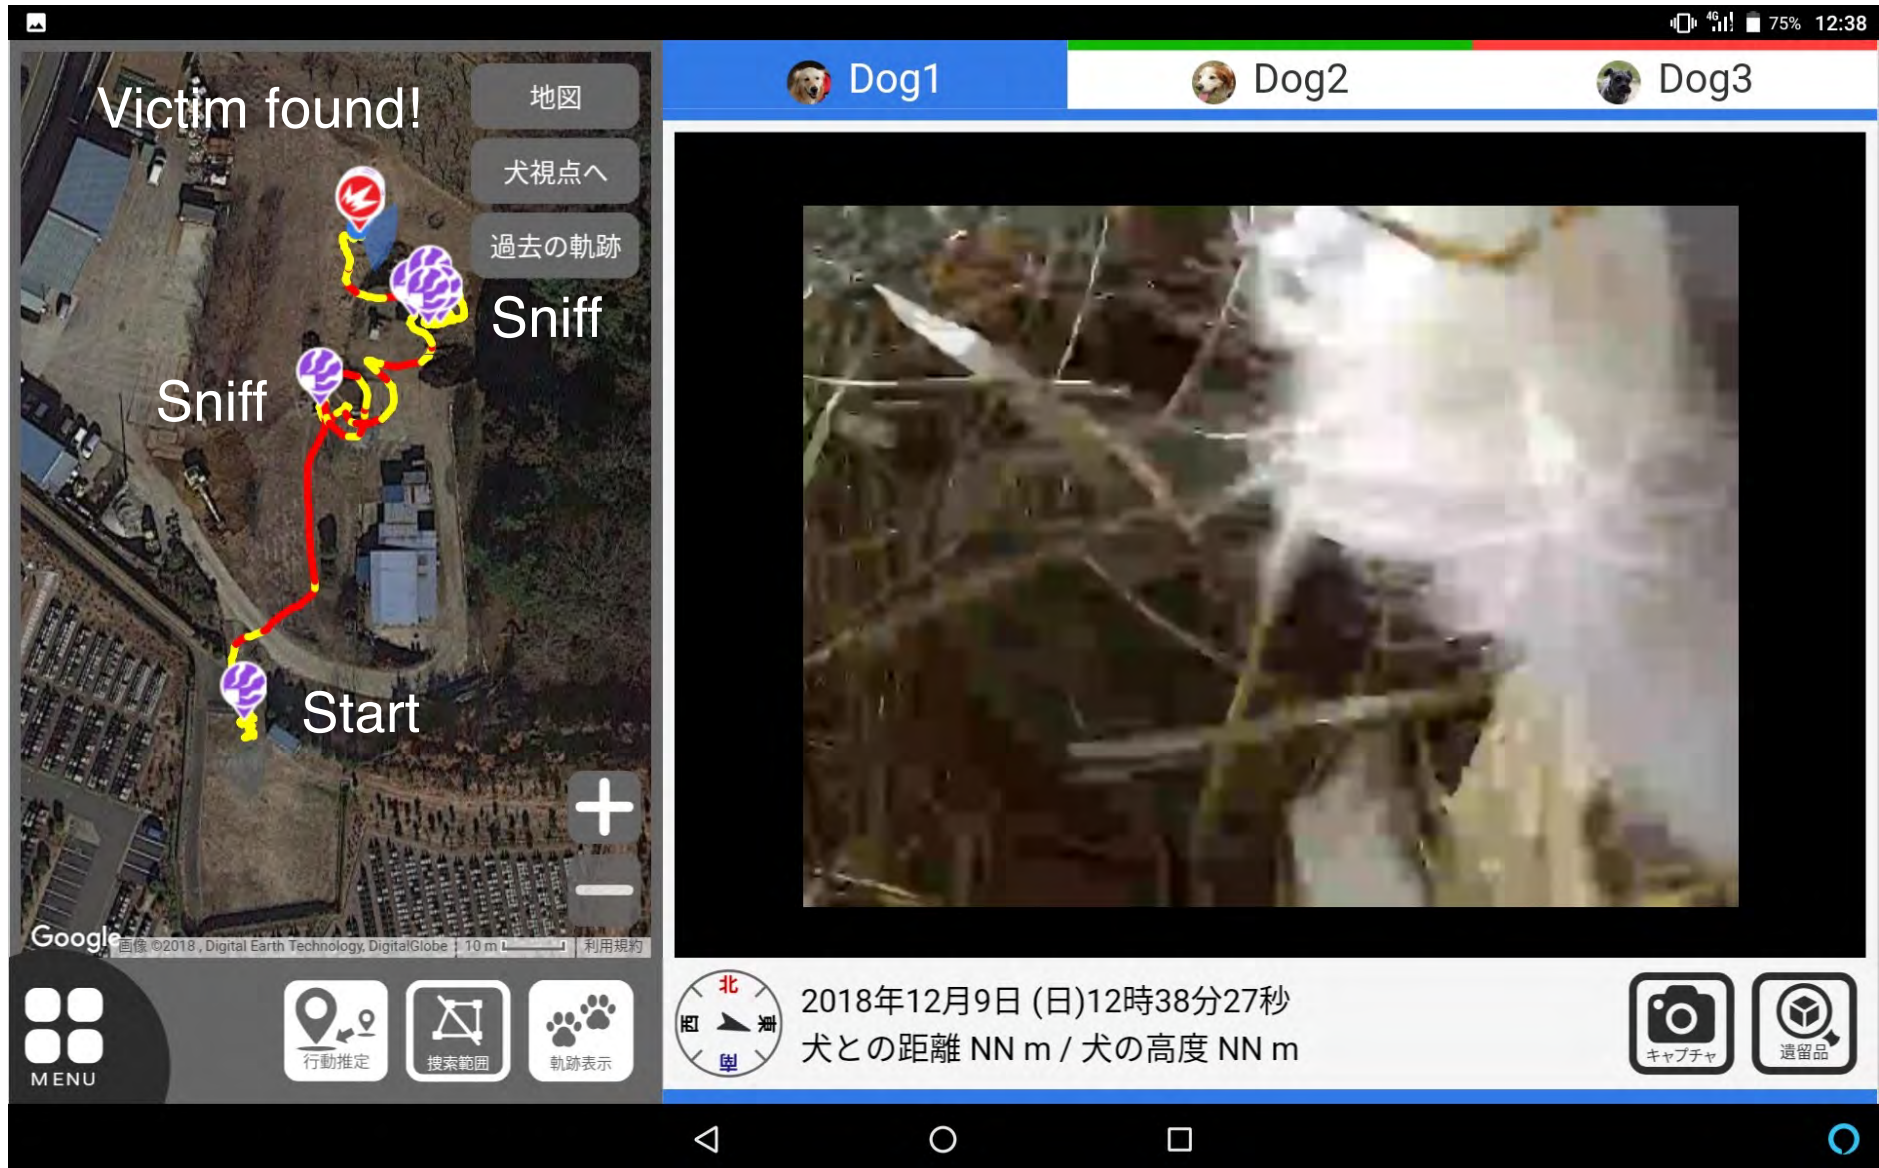 75% 12:38
4G
Victim found!
地図
犬視点へ
過去の軌跡
Sniff
Sniff
Start
Google
画像 ©2018 , Digital Earth Technology, DigitalGlobe
10 m
利用規約
MENU
行動推定
捜索範囲
軌跡表示
Dog1
Dog2
Dog3
北
西
東
南
2018年12月9日 (日)12時38分27秒
犬との距離 NN m / 犬の高度 NN m
キャプチャ
遺留品